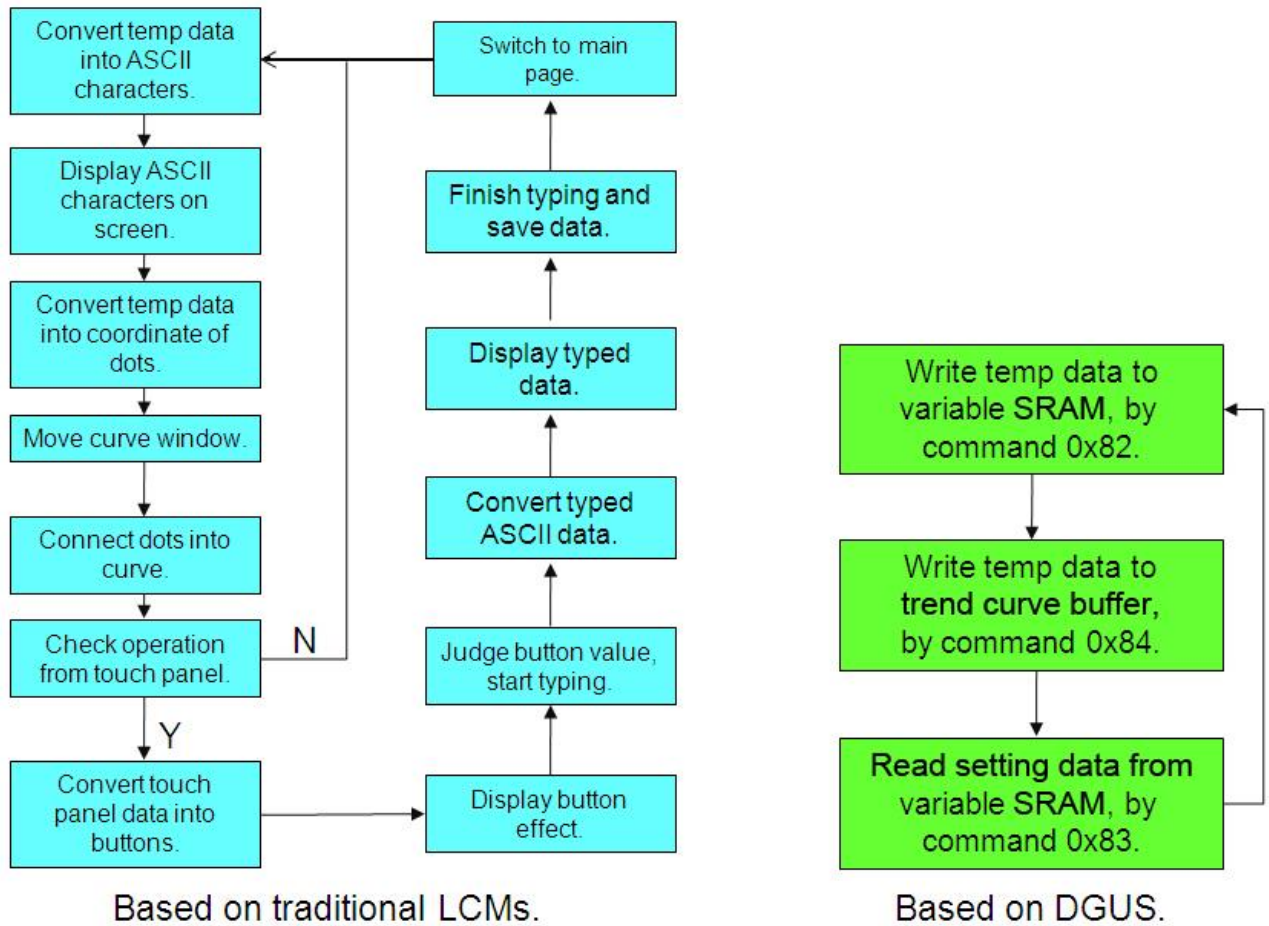 Convert temp data
into ASCII
characters.
Display ASCII
characters on
screen.
Convert temp data
into coordinate of
dots.
Move curve window.
Connect dots into
curve.
Check operation
from touch panel.
N
Y
Convert touch
panel data into
buttons.
Display button
effect.
Judge button value,
start typing.
Convert typed
ASCII data.
Display typed
data.
Finish typing and
save data.
Switch to main
page.
Based on traditional LCMs.
Write temp data to
variable SRAM, by
command 0x82.
Write temp data to
trend curve buffer,
by command 0x84.
Read setting data from
variable SRAM, by
command 0x83.
Based on DGUS.